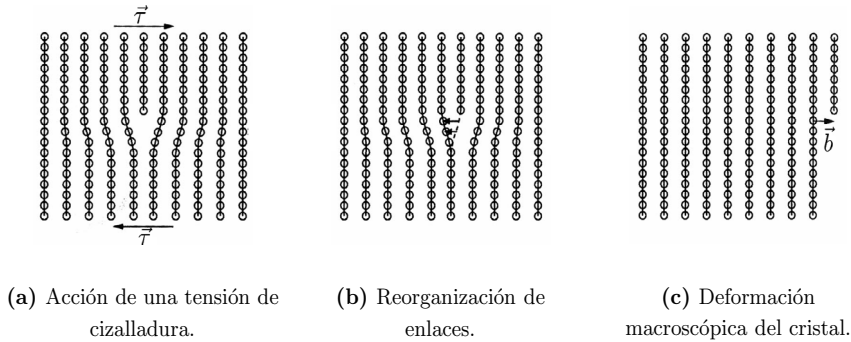 τ⃗
τ⃗
b⃗
(a) Acción de una tensión de
cizalladura.
(b) Reorganización de
enlaces.
(c) Deformación
macroscópica del cristal.